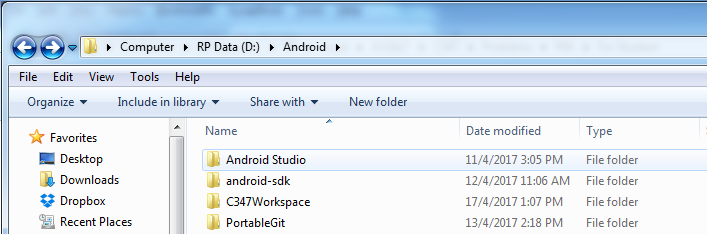 Computer RP Data (D:) Android
File Edit View Tools Help
Organize Include in library Share with New folder
Favorites
Desktop
Downloads
Dropbox
Recent Places
Name Date modified Type
Android Studio 11/4/2017 3:05 PM File folder
android-sdk 12/4/2017 11:06 AM File folder
C347Workspace 17/4/2017 1:07 PM File folder
PortableGit 13/4/2017 2:18 PM File folder